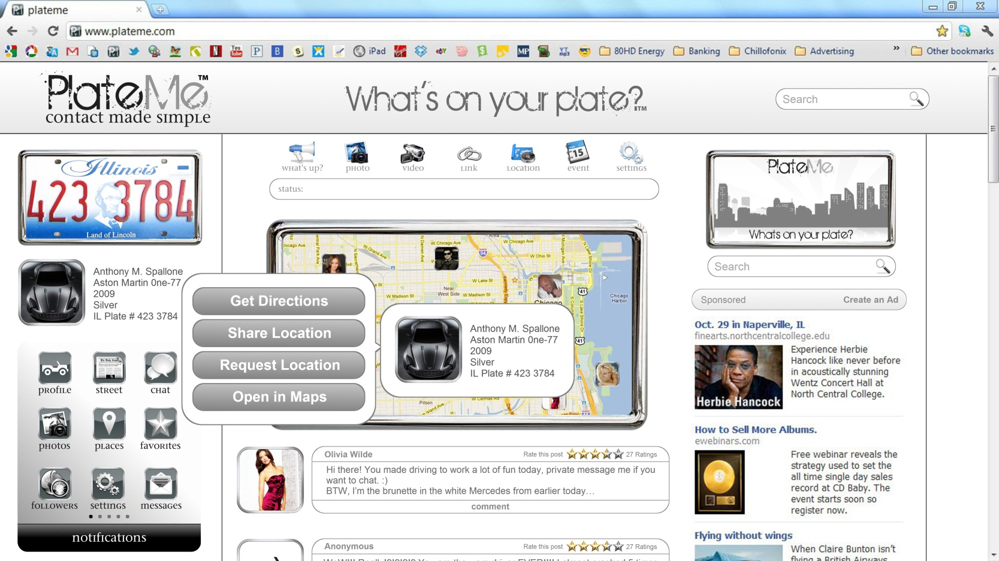 plateme
www.plateme.com
iPad
80HD Energy
Banking
Chillofonix
Advertising
Other bookmarks
PlateMe™
contact made simple
What's on your plate?™
Search
Illinois
423 3784
Land of Lincoln
Anthony M. Spallone
Aston Martin One-77
2009
Silver
IL Plate # 423 3784
profile
street
chat
photos
places
favorites
followers
settings
messages
notifications
what's up?
photo
video
link
location
event
settings
status:
Chicago Ave
W Grand Ave
W Chicago Ave
W Chicago Ave
W Ohio St
W Lake St
W Madison St
W Madison St
Near
West Side
Chicago
Chicago
Harbor
94
41
41
Pilsen
W Cermak Rd
Get Directions
Share Location
Request Location
Open in Maps
Anthony M. Spallone
Aston Martin One-77
2009
Silver
IL Plate # 423 3784
Olivia Wilde
Rate this post
27 Ratings
Hi there! You made driving to work a lot of fun today, private message me if you
want to chat. :)
BTW, I'm the brunette in the white Mercedes from earlier today…
comment
Anonymous
Rate this post
27 Ratings
PlateMe
What's on your plate?
Search
Sponsored
Create an Ad
Oct. 29 in Naperville, IL
finearts.northcentralcollege.edu
Herbie Hancock
Experience Herbie
Hancock like never before
in acoustically stunning
Wentz Concert Hall at
North Central College.
How to Sell More Albums.
ewebinars.com
Free webinar reveals the
strategy used to set the
all time single day sales
record at CD Baby. The
event starts soon so
register now.
Flying without wings
When Claire Bunton isn't
flying a British Airways